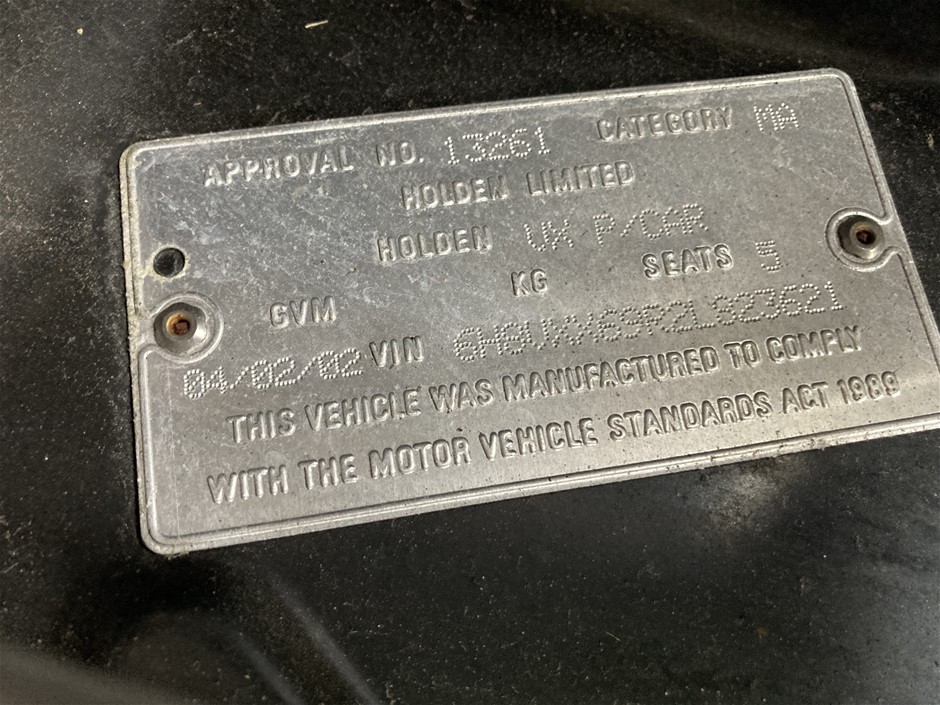 APPROVAL NO. 13261 CATEGORY MA
HOLDEN LIMITED
HOLDEN VX P/CAR
GVM KG SEATS 5
04/02/02 VIN
THIS VEHICLE WAS MANUFACTURED TO COMPLY
WITH THE MOTOR VEHICLE STANDARDS ACT 1989